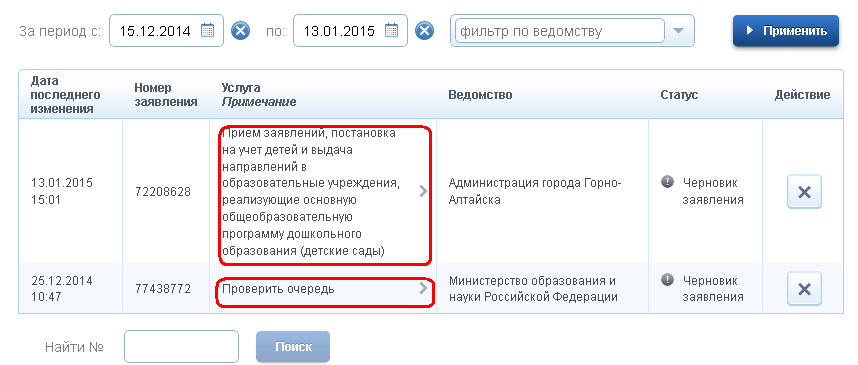 За период с: 15.12.2014 по: 13.01.2015 фильтр по ведомству Применить
Дата последнего изменения
Номер заявления
Услуга
Примечание
Ведомство
Статус
Действие
13.01.2015
15:01
72208628
Прием заявлений, постановка
на учет детей и выдача
направлений в
образовательные учреждения,
реализующие основную
общеобразовательную
программу дошкольного
образования (детские сады)
Администрация города Горно-
Алтайска
Черновик
заявления
25.12.2014
10:47
77438772
Проверить очередь
Министерство образования и
науки Российской Федерации
Черновик
заявления
Найти № Поиск